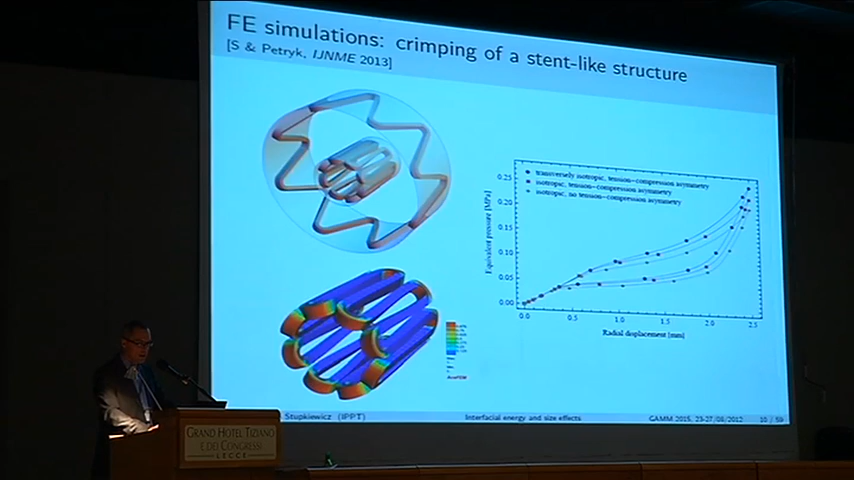 FE simulations: crimping of a stent-like structure
[S & Petryk, IJNME 2013]
transversely isotropic, tension-compression asymmetry
isotropic, tension-compression asymmetry
isotropic, no tension-compression asymmetry
Equivalent pressure [MPa]
0.25
0.20
0.15
0.10
0.05
0.00
0.0 0.5 1.0 1.5 2.0 2.5
Radial displacement [mm]
Stupkiewicz (IPPT) Interfacial energy and size effects GAMM 2015, 23-27/03/2012 10 / 59
GRAND HOTEL TIZIANO
E DEI CONGRESSI
LECCE